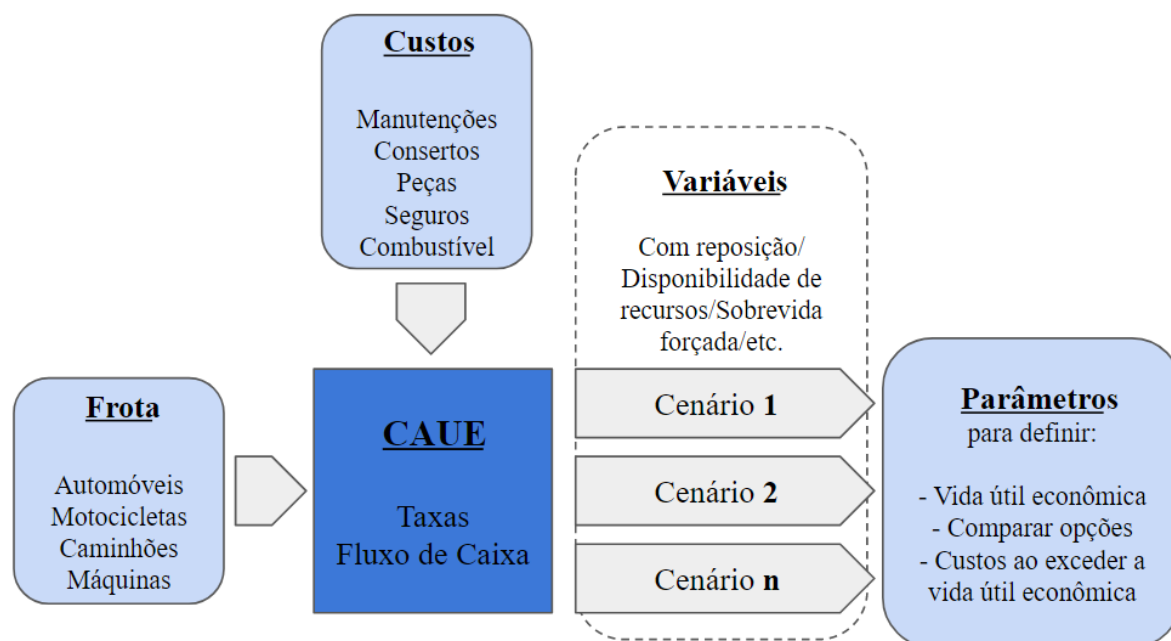 Custos
Manutenções
Consertos
Peças
Seguros
Combustível
Variáveis
Com reposição/
Disponibilidade de
recursos/Sobrevida
forçada/etc.
Frota
Automóveis
Motocicletas
Caminhões
Máquinas
CAUE
Taxas
Fluxo de Caixa
Cenário 1
Cenário 2
Cenário n
Parâmetros
para definir:
- Vida útil econômica
- Comparar opções
- Custos ao exceder a
vida útil econômica